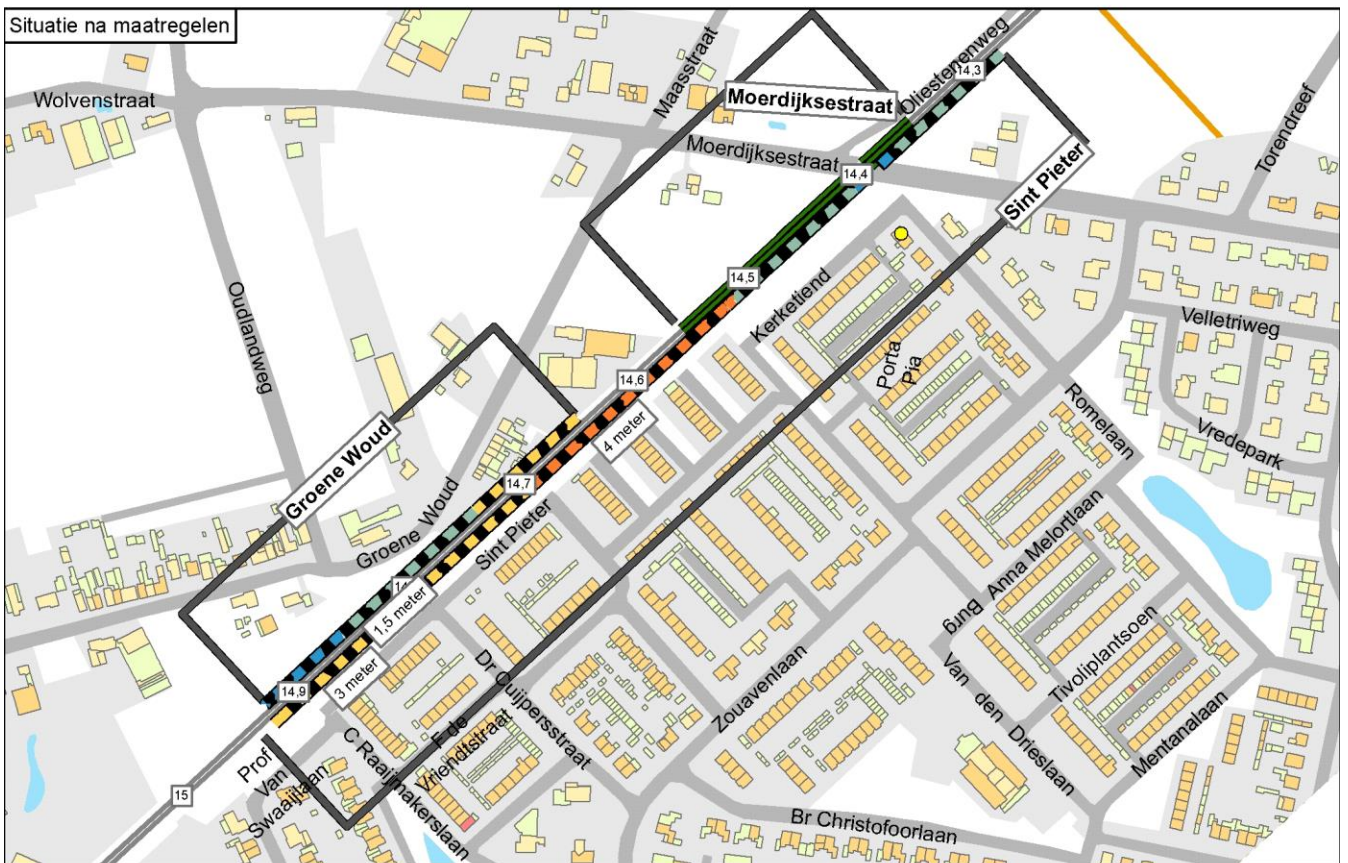 Situatie na maatregelen
Wolvenstraat
Maasstraat
Moerdijksestraat
Oliestenenweg
14,3
Torendreef
Moerdijksestraat
14,4
Sint Pieter
14,5
Kerketiend
Oudlandweg
Velletriweg
Porta
Pia
14,6
Romelaan
Vredepark
4 meter
Groene Woud
14,7
Groene Woud
Sint Pieter
Burg Anna Melortlaan
1,5 meter
Tivoliplantsoen
3 meter
14,9
Dr Cuijpersstraat
Zouavenlaan
Van den Drieslaan
Mentanalaan
F de
Vriendtstraat
C Raaijmakerslaan
Prof
Van
Swaaijlaan
15
Br Christofoorlaan